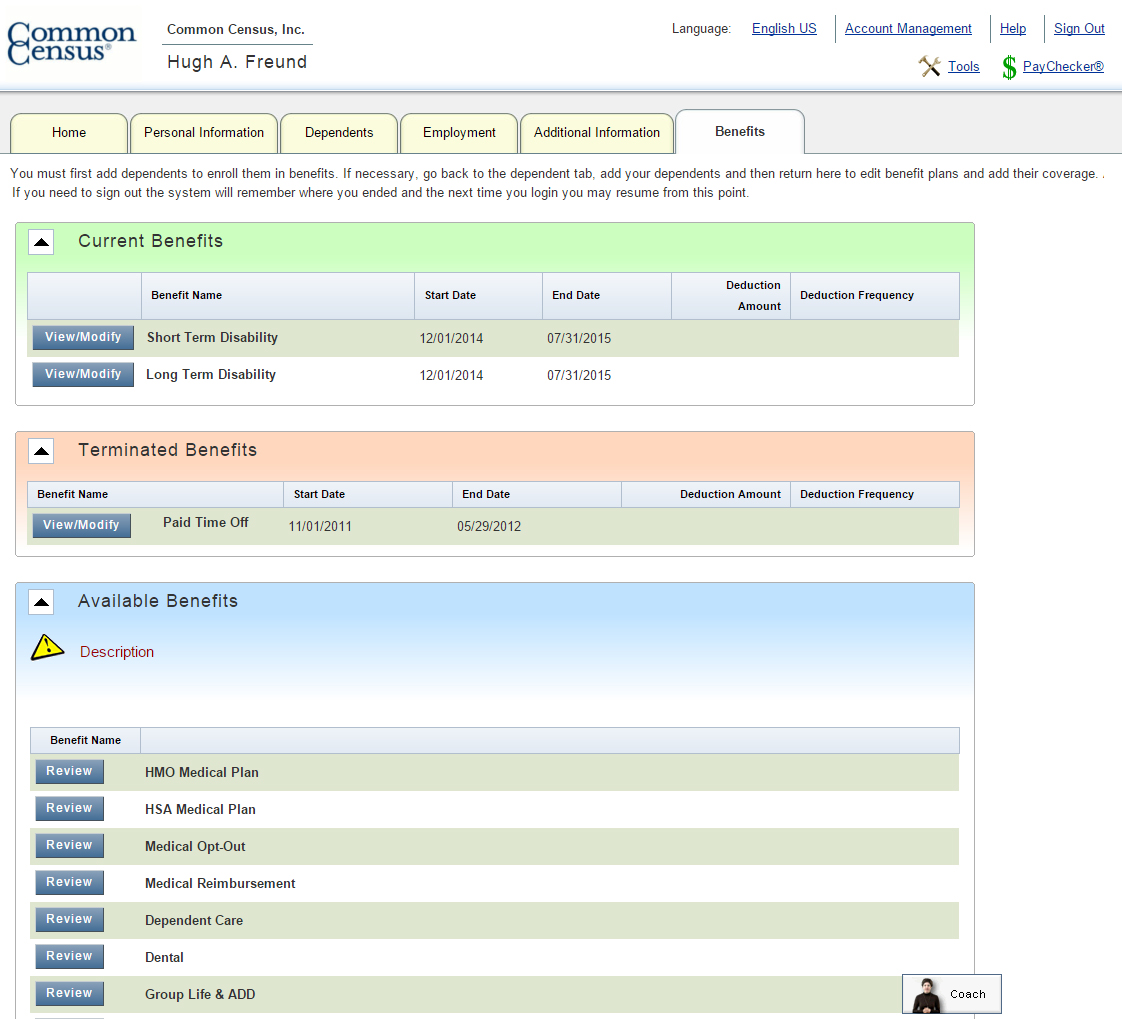 Common Census®
Common Census, Inc.
Hugh A. Freund
Language: English US Account Management Help Sign Out
Tools PayChecker®
Home Personal Information Dependents Employment Additional Information Benefits
You must first add dependents to enroll them in benefits. If necessary, go back to the dependent tab, add your dependents and then return here to edit benefit plans and add their coverage. .
If you need to sign out the system will remember where you ended and the next time you login you may resume from this point.
Current Benefits
Benefit Name Start Date End Date Deduction Amount Deduction Frequency
View/Modify Short Term Disability 12/01/2014 07/31/2015
View/Modify Long Term Disability 12/01/2014 07/31/2015
Terminated Benefits
Benefit Name Start Date End Date Deduction Amount Deduction Frequency
View/Modify Paid Time Off 11/01/2011 05/29/2012
Available Benefits
Description
Benefit Name
Review HMO Medical Plan
Review HSA Medical Plan
Review Medical Opt-Out
Review Medical Reimbursement
Review Dependent Care
Review Dental
Review Group Life & ADD
Coach